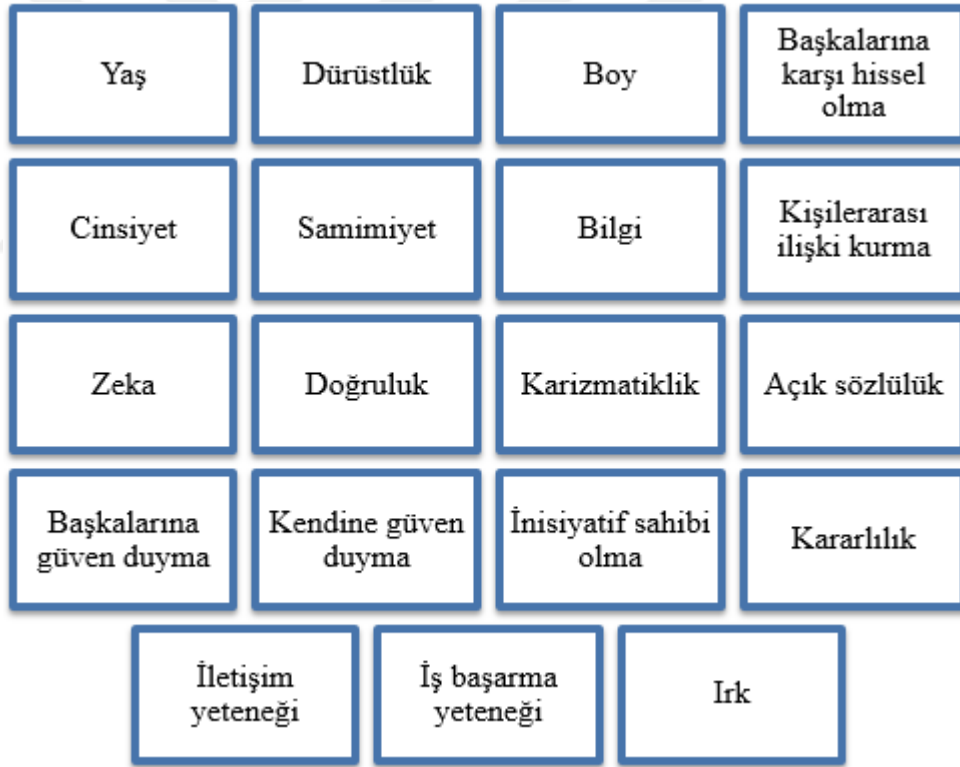 Yaş
Dürüstlük
Boy
Başkalarına
karşı hissel
olma
Cinsiyet
Samimiyet
Bilgi
Kişilerarası
ilişki kurma
Zeka
Doğruluk
Karizmatiklik
Açık sözlülük
Başkalarına
güven duyma
Kendine güven
duyma
İnisiyatif sahibi
olma
Kararlılık
İletişim
yeteneği
İş başarma
yeteneği
Irk